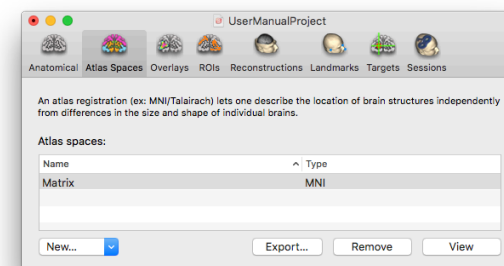 UserManualProject
Anatomical Atlas Spaces Overlays ROIs Reconstructions Landmarks Targets Sessions
An atlas registration (ex: MNI/Talairach) lets one describe the location of brain structures independently
from differences in the size and shape of individual brains.
Atlas spaces:
Name Type
Matrix MNI
New... Export... Remove View